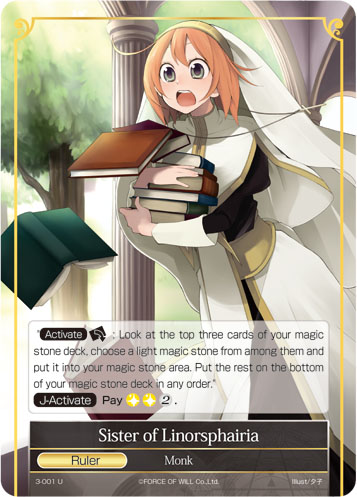 "Activate : Look at the top three cards of your magic
stone deck, choose a light magic stone from among them and
put it into your magic stone area. Put the rest on the bottom
of your magic stone deck in any order."
J-Activate Pay 2 .
Sister of Linorsphairia
Ruler Monk
3-001 U ©FORCE OF WILL Co.,Ltd. Illust/夕子